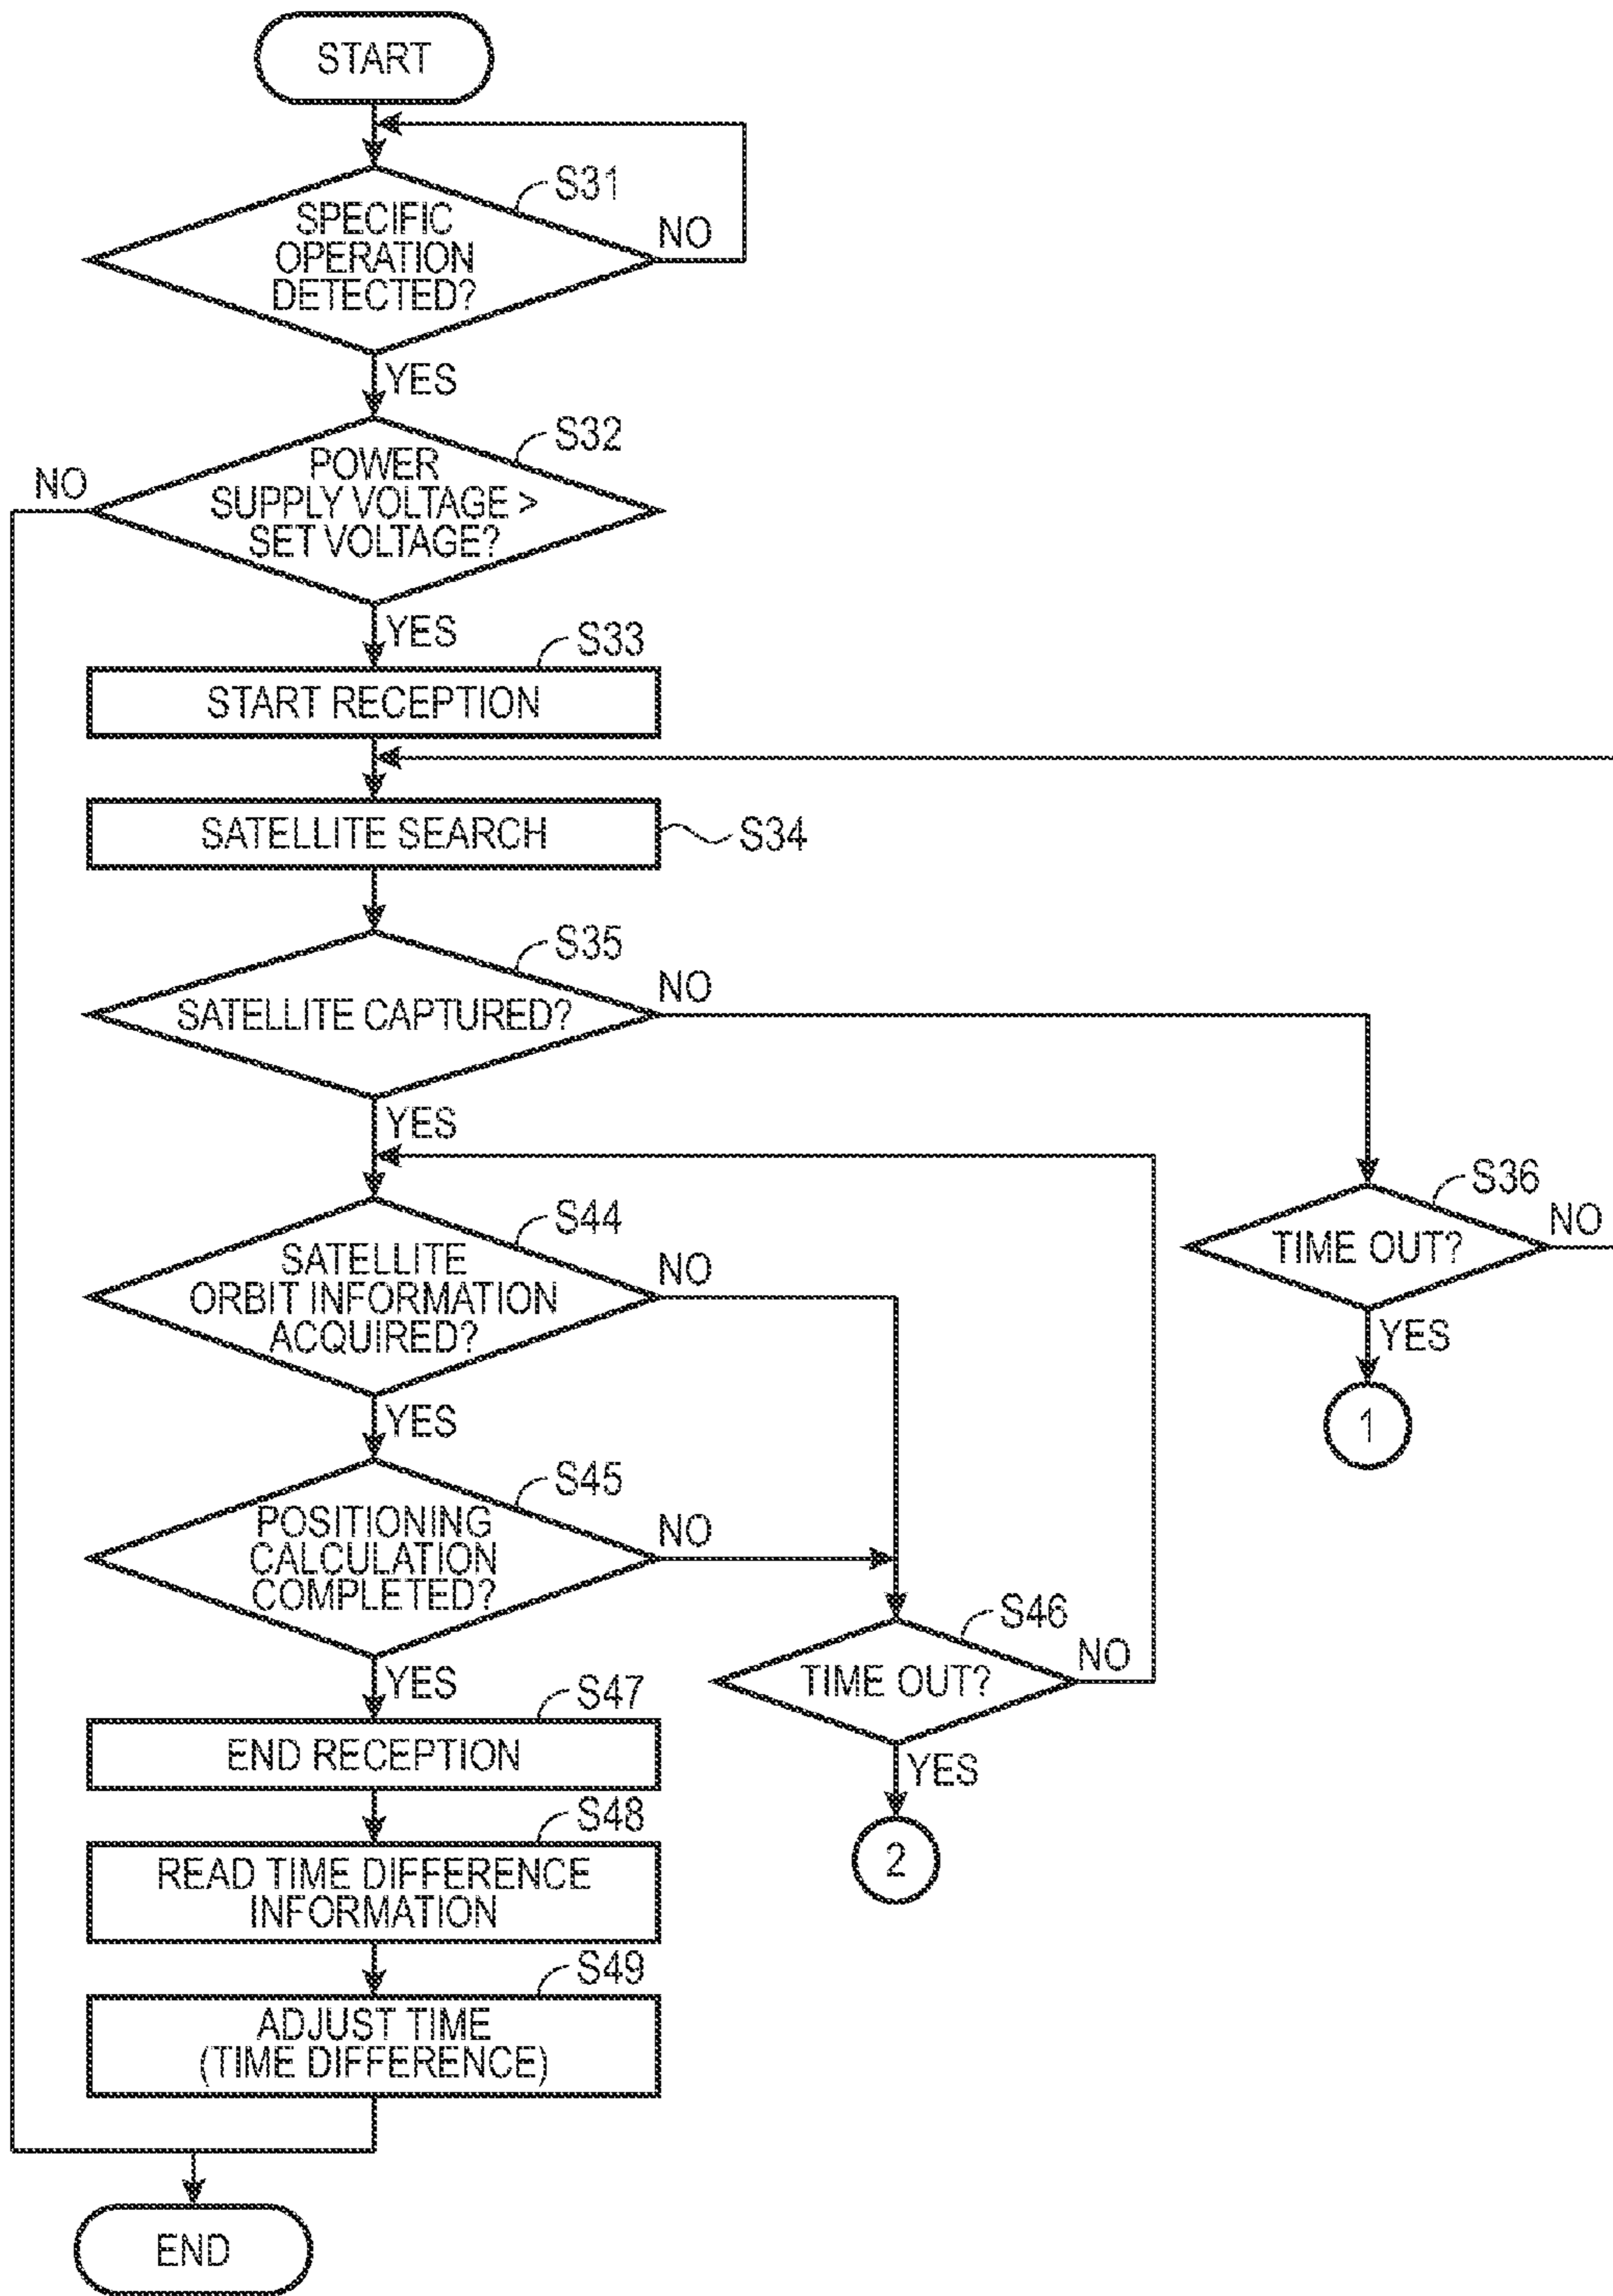 START
S31
SPECIFIC
OPERATION
DETECTED?
NO
YES
S32
POWER
SUPPLY VOLTAGE >
SET VOLTAGE?
NO
YES
S33
START RECEPTION
SATELLITE SEARCH
S34
S35
SATELLITE CAPTURED?
NO
YES
S36
TIME OUT?
NO
YES
1
S44
SATELLITE
ORBIT INFORMATION
ACQUIRED?
NO
YES
S45
POSITIONING
CALCULATION
COMPLETED?
NO
YES
S46
TIME OUT?
NO
YES
2
S47
END RECEPTION
S48
READ TIME DIFFERENCE
INFORMATION
S49
ADJUST TIME
(TIME DIFFERENCE)
END